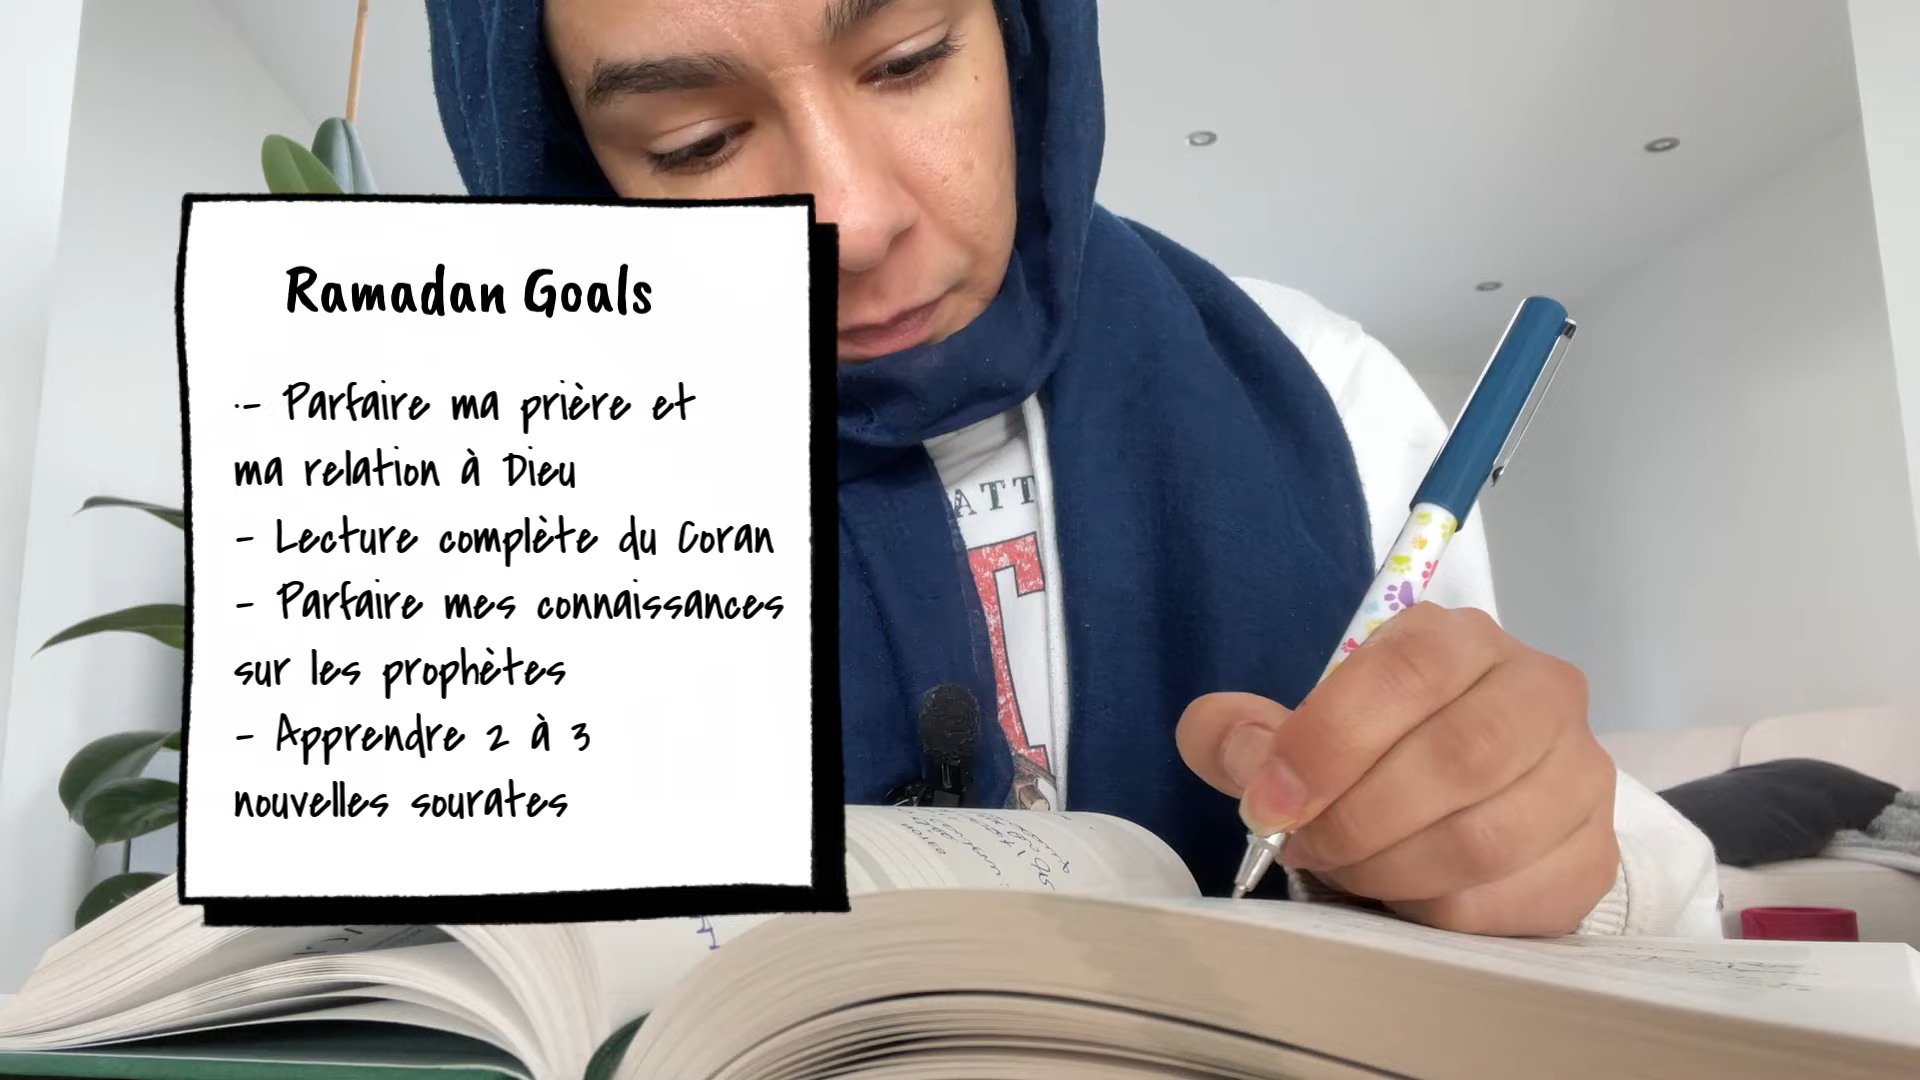 Ramadan Goals
·- Parfaire ma prière et
ma relation à Dieu
- Lecture complète du Coran
- Parfaire mes connaissances
sur les prophètes
- Apprendre 2 à 3
nouvelles sourates
ATT